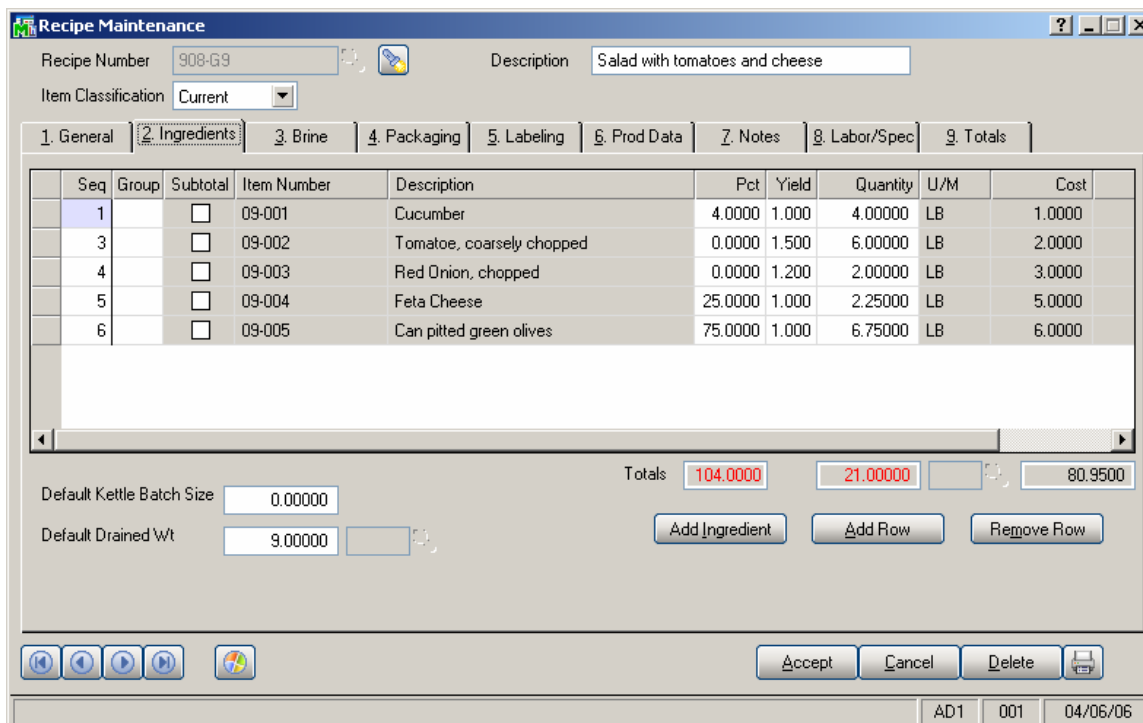 Recipe Maintenance
Recipe Number 908-G9 Description Salad with tomatoes and cheese
Item Classification Current
1. General 2. Ingredients 3. Brine 4. Packaging 5. Labeling 6. Prod Data 7. Notes 8. Labor/Spec 9. Totals
Seq Group Subtotal Item Number Description Pct Yield Quantity U/M Cost
1 09-001 Cucumber 4.0000 1.000 4.00000 LB 1.0000
3 09-002 Tomatoe, coarsely chopped 0.0000 1.500 6.00000 LB 2.0000
4 09-003 Red Onion, chopped 0.0000 1.200 2.00000 LB 3.0000
5 09-004 Feta Cheese 25.0000 1.000 2.25000 LB 5.0000
6 09-005 Can pitted green olives 75.0000 1.000 6.75000 LB 6.0000
Totals 104.0000 21.00000 80.9500
Default Kettle Batch Size 0.00000
Default Drained Wt 9.00000
Add Ingredient Add Row Remove Row
Accept Cancel Delete
AD1 001 04/06/06